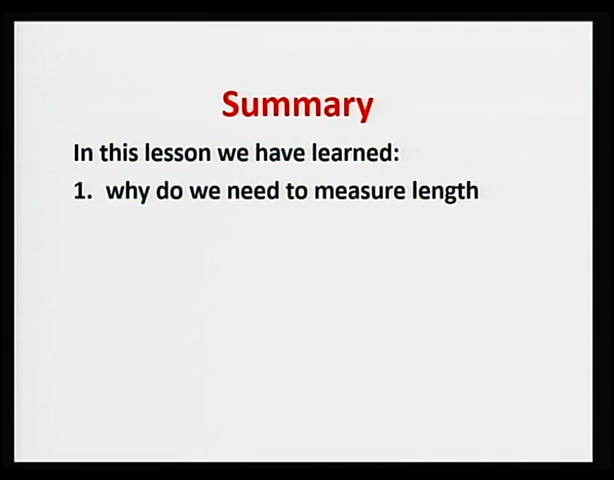 Summary
In this lesson we have learned:
1. why do we need to measure length